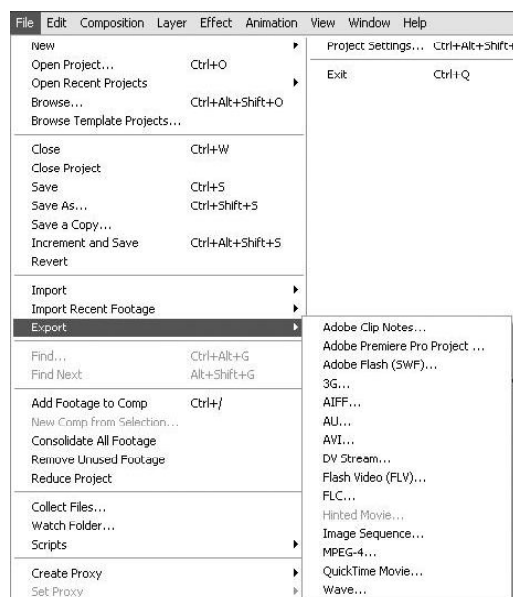 File Edit Composition Layer Effect Animation View Window Help
New
Open Project... Ctrl+O
Open Recent Projects
Browse... Ctrl+Alt+Shift+O
Browse Template Projects...
Close Ctrl+W
Close Project
Save Ctrl+S
Save As... Ctrl+Shift+S
Save a Copy...
Increment and Save Ctrl+Alt+Shift+S
Revert
Import
Import Recent Footage
Export
Find... Ctrl+Alt+G
Find Next Alt+Shift+G
Add Footage to Comp Ctrl+/
New Comp from Selection...
Consolidate All Footage
Remove Unused Footage
Reduce Project
Collect Files...
Watch Folder...
Scripts
Create Proxy
Set Proxy
Project Settings... Ctrl+Alt+Shift+
Exit Ctrl+Q
Adobe Clip Notes...
Adobe Premiere Pro Project ...
Adobe Flash (SWF)...
3G...
AIFF...
AU...
AVI...
DV Stream...
Flash Video (FLV)...
FLC...
Hinted Movie...
Image Sequence...
MPEG-4...
QuickTime Movie...
Wave...